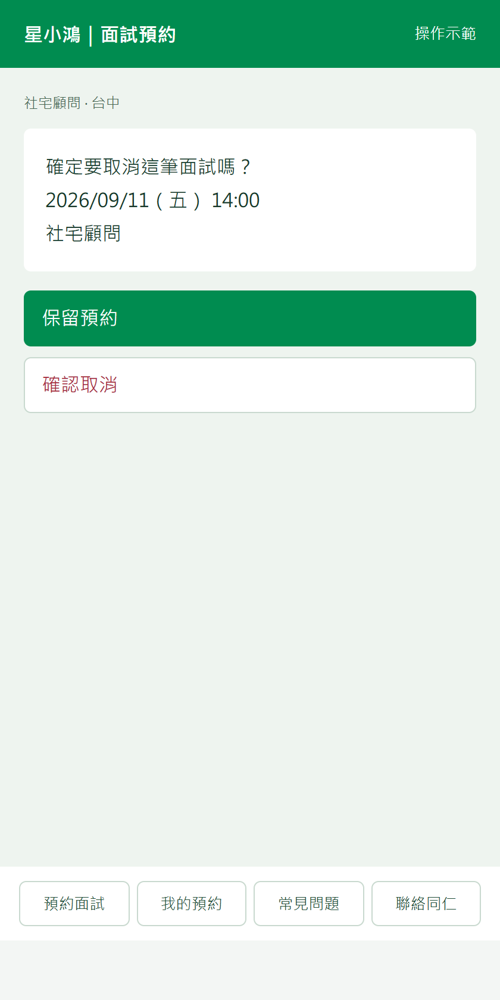 星小鴻｜面試預約
操作示範
社宅顧問 · 台中
確定要取消這筆面試嗎？
2026/09/11（五）14:00
社宅顧問
保留預約
確認取消
預約面試
我的預約
常見問題
聯絡同仁